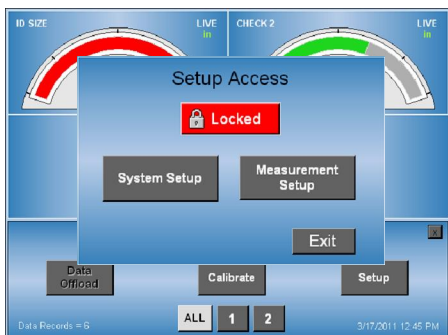 ID SIZE
LIVE
in
CHECK 2
LIVE
in
Setup Access
Locked
System Setup
Measurement
Setup
Exit
x
Data
Offload
Calibrate
Setup
Data Records = 6
ALL
1
2
3/17/2011 12:45 PM